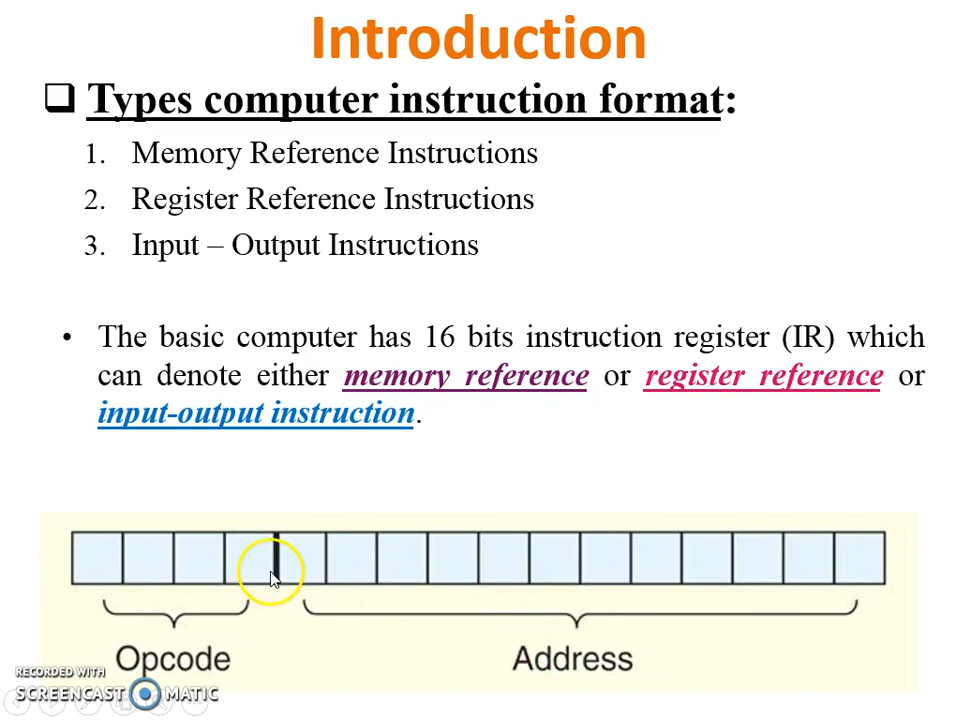 Introduction
Types computer instruction format:
1. Memory Reference Instructions
2. Register Reference Instructions
3. Input – Output Instructions
• The basic computer has 16 bits instruction register (IR) which
can denote either memory reference or register reference or
input-output instruction.
Opcode Address
RECORDED WITH
SCREENCAST MATIC